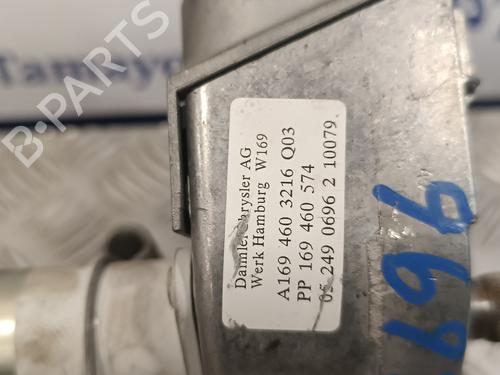 B-PARTS
DaimlerChrysler AG
Werk Hamburg W169
A169 460 3216 Q03
PP 169 460 574
05 249 0696 2 10079